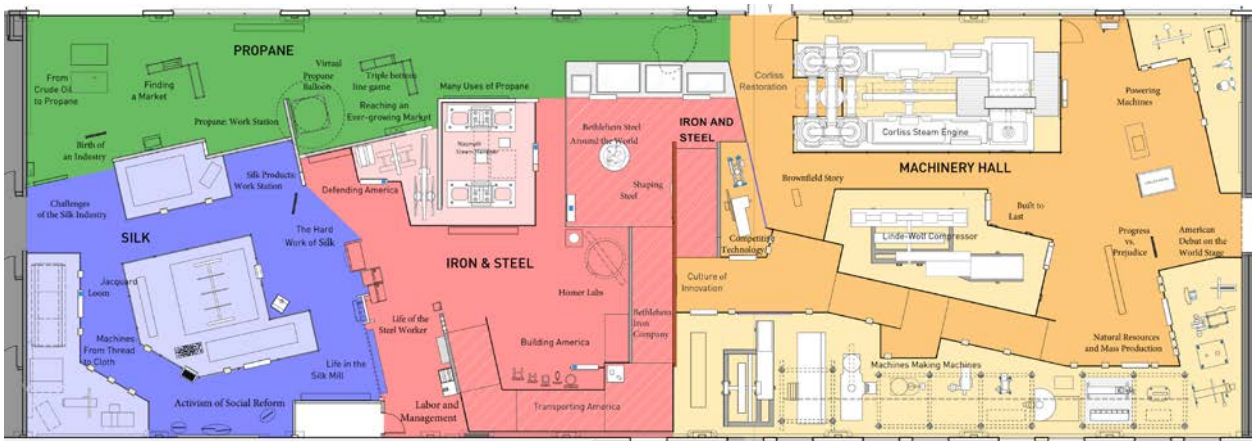 PROPANE
From
Crude Oil
to Propane
Finding
a Market
Virtual
Propane
Balloon
Triple bottom
line game
Many Uses of Propane
Reaching an
Ever-growing Market
Propane: Work Station
Birth of
an Industry
Silk Products:
Work Station
Challenges
of the Silk Industry
SILK
The Hard
Work of Silk
Jacquard
Loom
Machines:
From Thread
to Cloth
Life in the
Silk Mill
Activism of Social Reform
Defending America
Nasmyth
Steam Hammer
IRON & STEEL
Bethlehem Steel
Around the World
Shaping
Steel
IRON AND
STEEL
Homer Labs
Life of the
Steel Worker
Building America
Bethlehem
Iron
Company
Labor and
Management
Transporting America
Corliss
Restoration
Corliss Steam Engine
Powering
Machines
MACHINERY HALL
Brownfield Story
Competitive
Technology
Linde-Wolf Compressor
Built to
Last
Culture of
Innovation
Progress
vs.
Prejudice
American
Debut on the
World Stage
Natural Resources
and Mass Production
Machines Making Machines